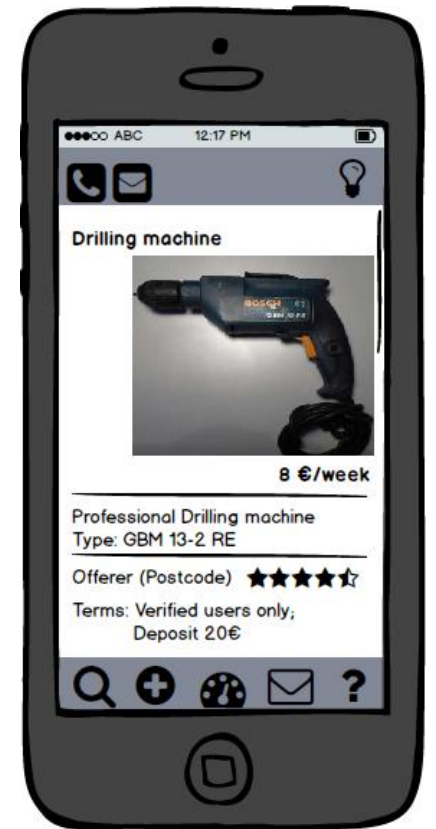 ABC 12:17 PM
Drilling machine
BOSCH
8 €/week
Professional Drilling machine
Type: GBM 13-2 RE
Offerer (Postcode)
Terms: Verified users only;
Deposit 20€
?